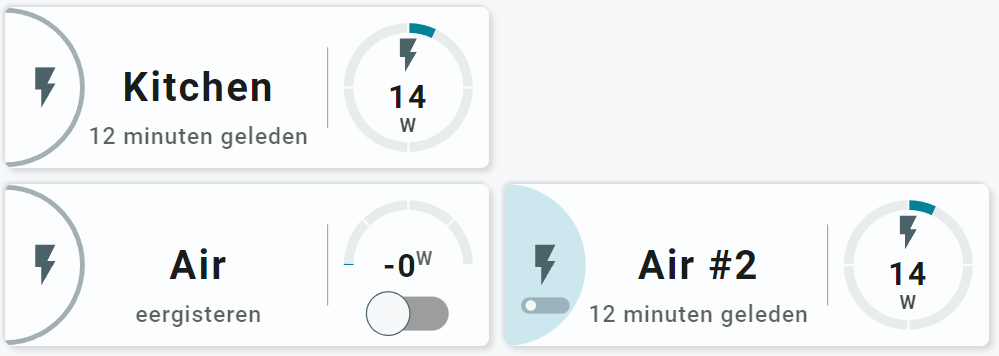 Kitchen
12 minuten geleden
14
W
Air
eergisteren
-0W
Air #2
12 minuten geleden
14
W